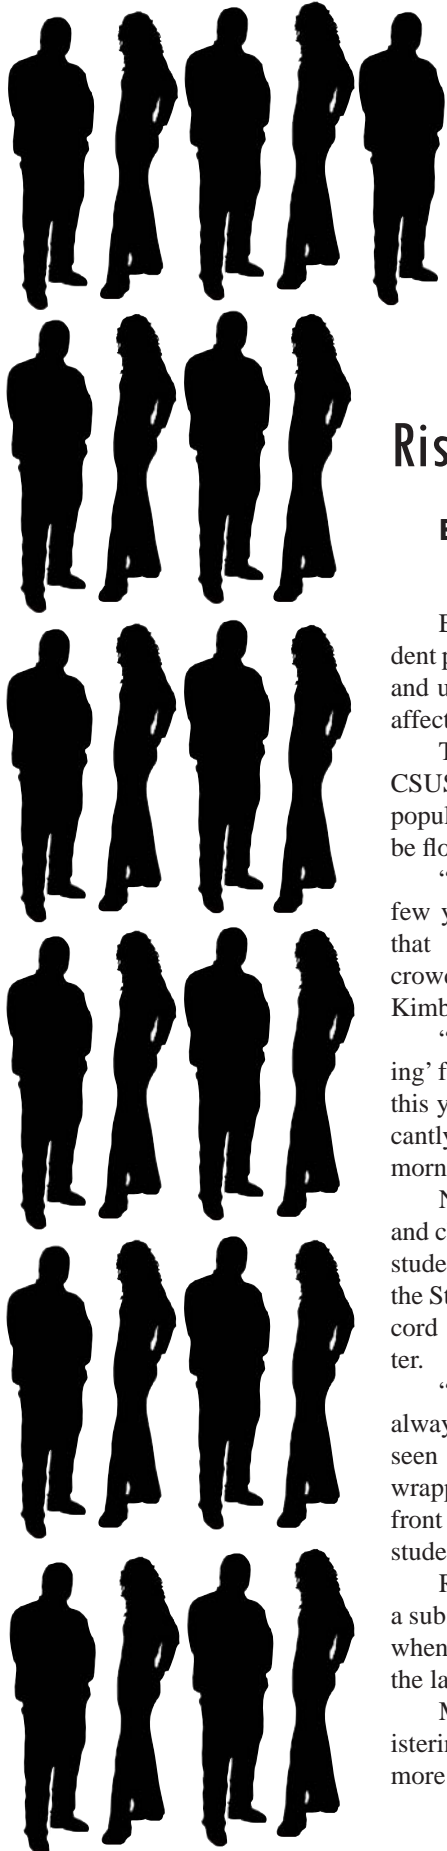 Ris
E
E
dent p
and u
affect
T
CSUS
popul
be flo
“
few y
that
crowd
Kimb
“
ing’ f
this y
cantly
morn
N
and c
stude
the St
cord
ter.
“
alway
seen
wrapp
front
stude
R
a sub
when
the la
M
isterin
more